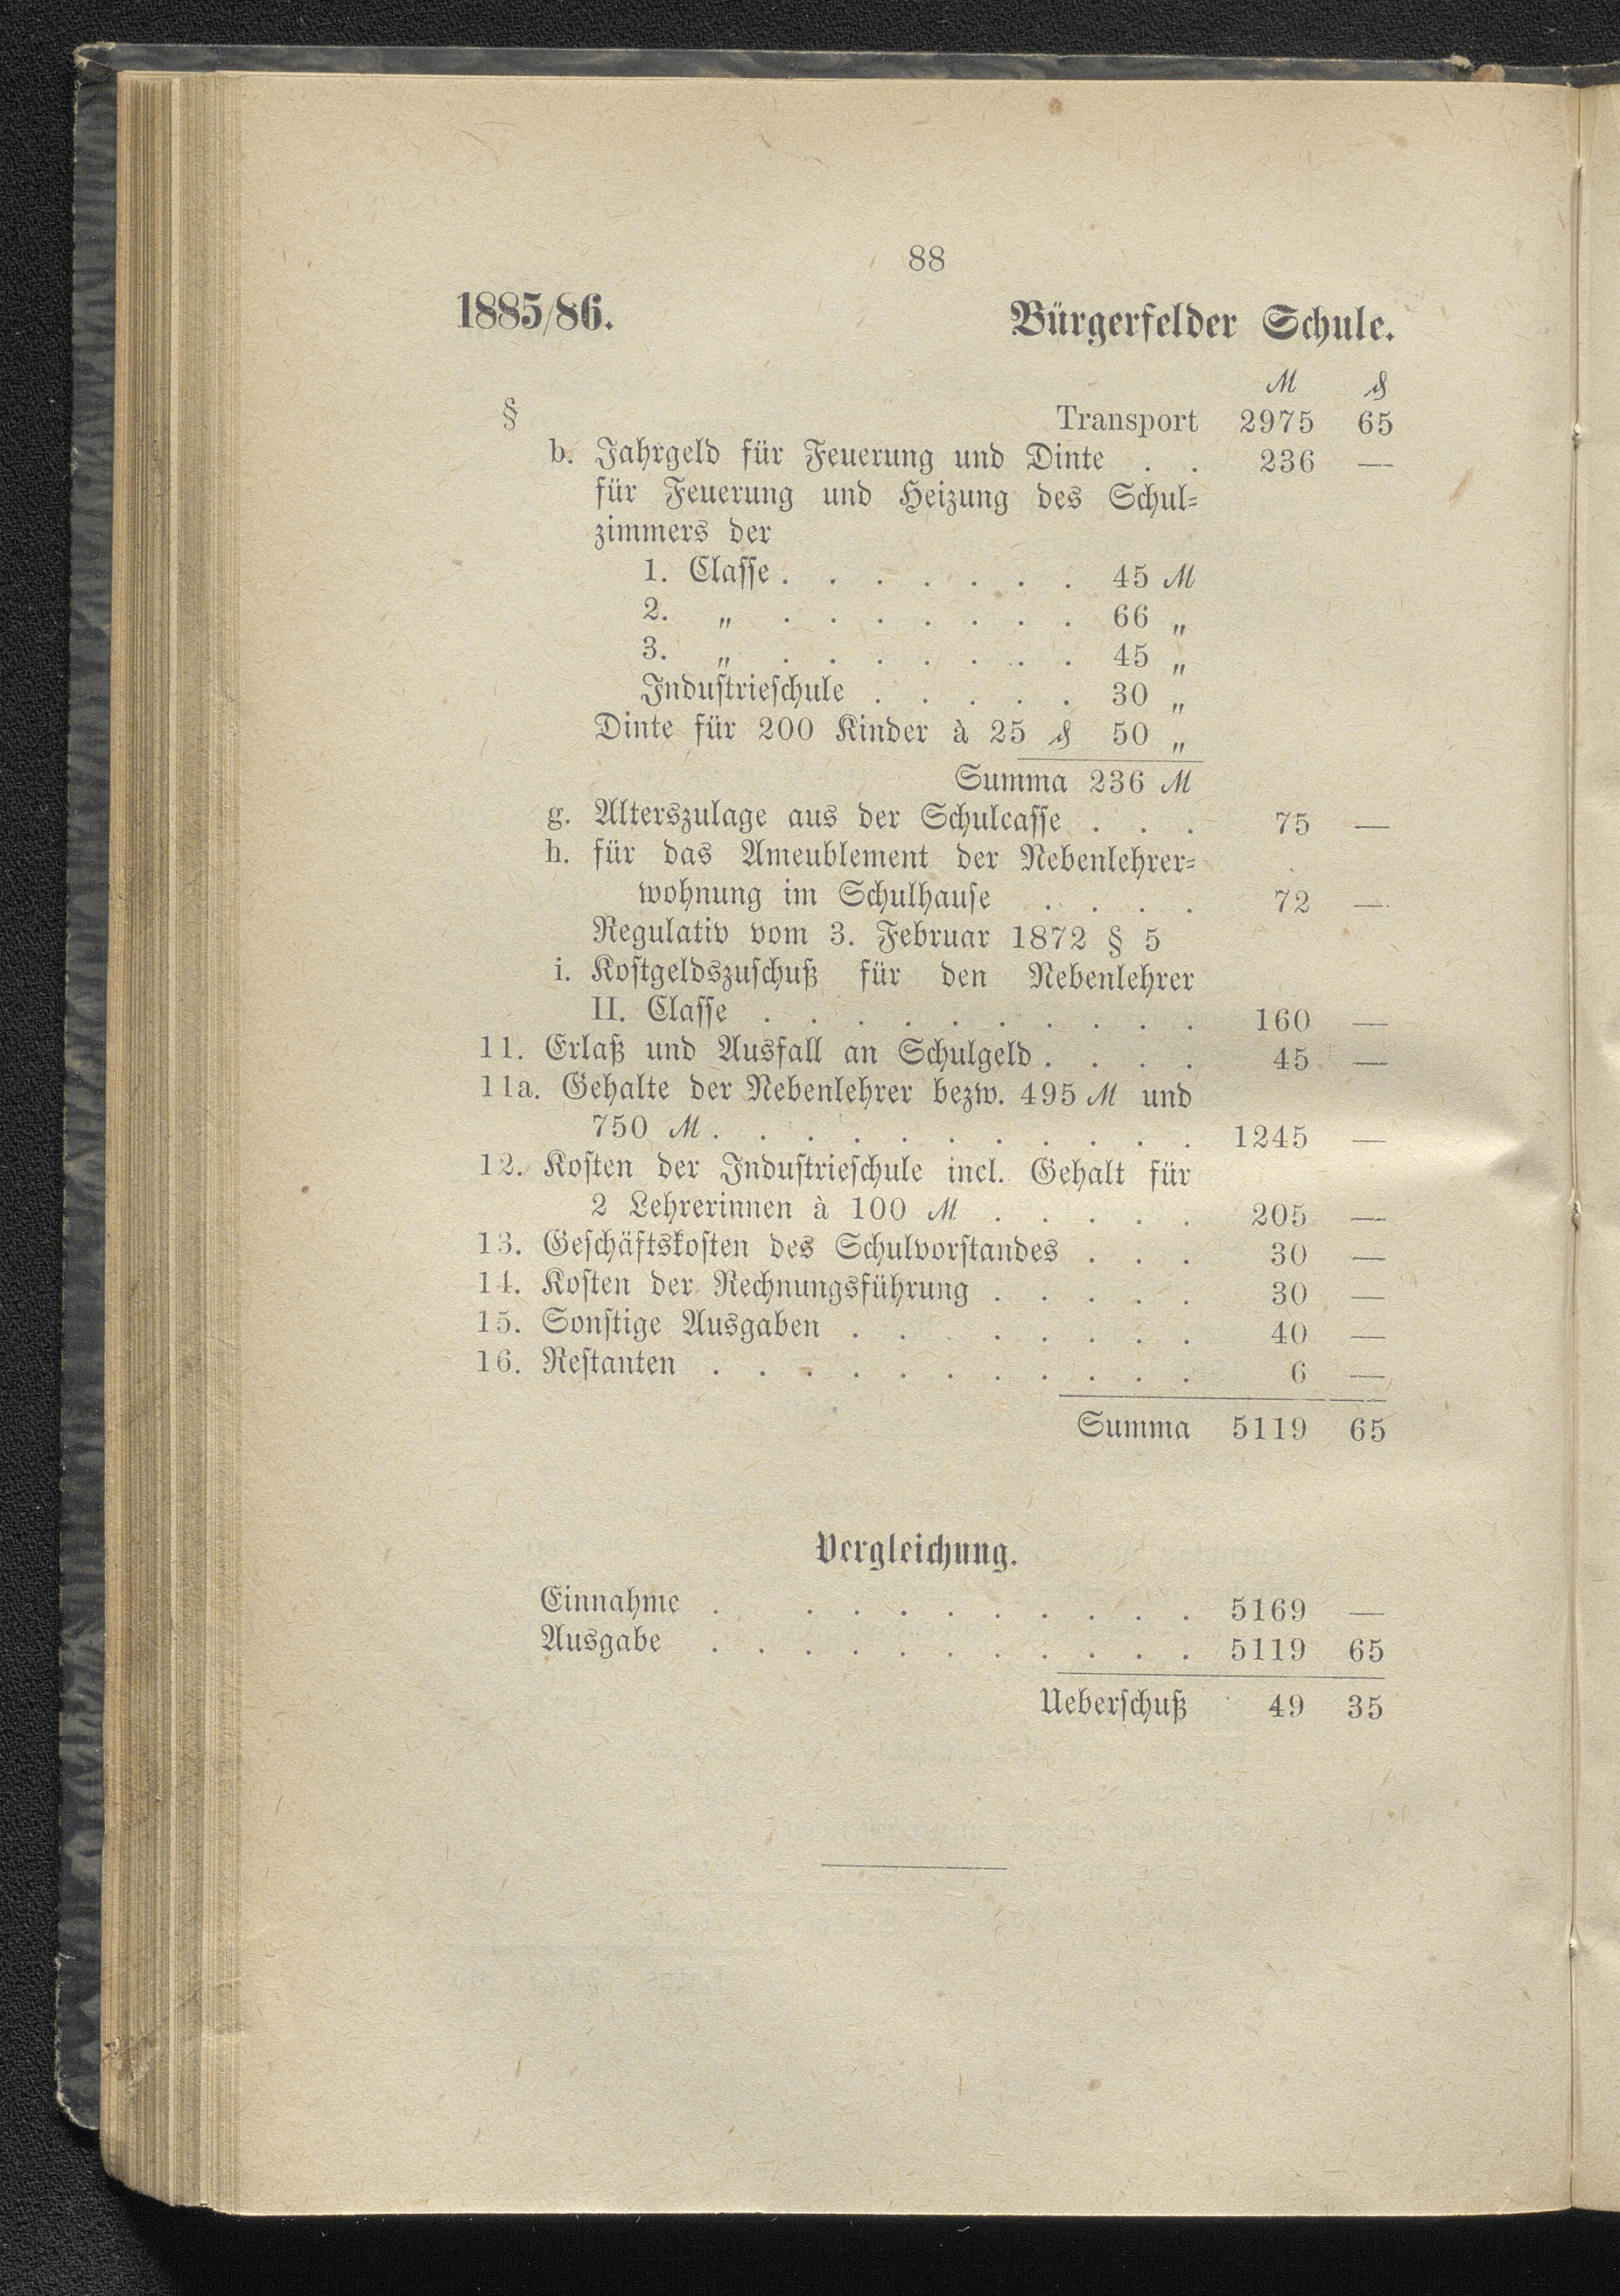 88
1885/86. Bürgerfelder Schule.
ℳ ₰
§ Transport 2975 65
b. Jahrgeld für Feuerung und Dinte . . 236 —
für Feuerung und Heizung des Schul-
zimmers der
1. Classe . . . . . . . 45 ℳ
2. „ . . . . . . . 66 „
3. „ . . . . . . . 45 „
Industrieschule . . . . . 30 „
Dinte für 200 Kinder à 25 ₰ 50 „
Summa 236 ℳ
g. Alterszulage aus der Schulcasse . . . 75 —
h. für das Ameublement der Nebenlehrer-
wohnung im Schulhause . . . . 72 —
Regulativ vom 3. Februar 1872 § 5
i. Kostgeldszuschuß für den Nebenlehrer
II. Classe . . . . . . . . . . 160 —
11. Erlaß und Ausfall an Schulgeld . . . . 45 —
11a. Gehalte der Nebenlehrer bezw. 495 ℳ und
750 ℳ . . . . . . . . . . . 1245 —
12. Kosten der Industrieschule incl. Gehalt für
2 Lehrerinnen à 100 ℳ . . . . . 205 —
13. Geschäftskosten des Schulvorstandes . . . 30 —
14. Kosten der Rechnungsführung . . . . . 30 —
15. Sonstige Ausgaben . . . . . . . . 40 —
16. Restanten . . . . . . . . . . . 6 —
Summa 5119 65
Vergleichung.
Einnahme . . . . . . . . . . 5169 —
Ausgabe . . . . . . . . . . . 5119 65
Ueberschuß 49 35